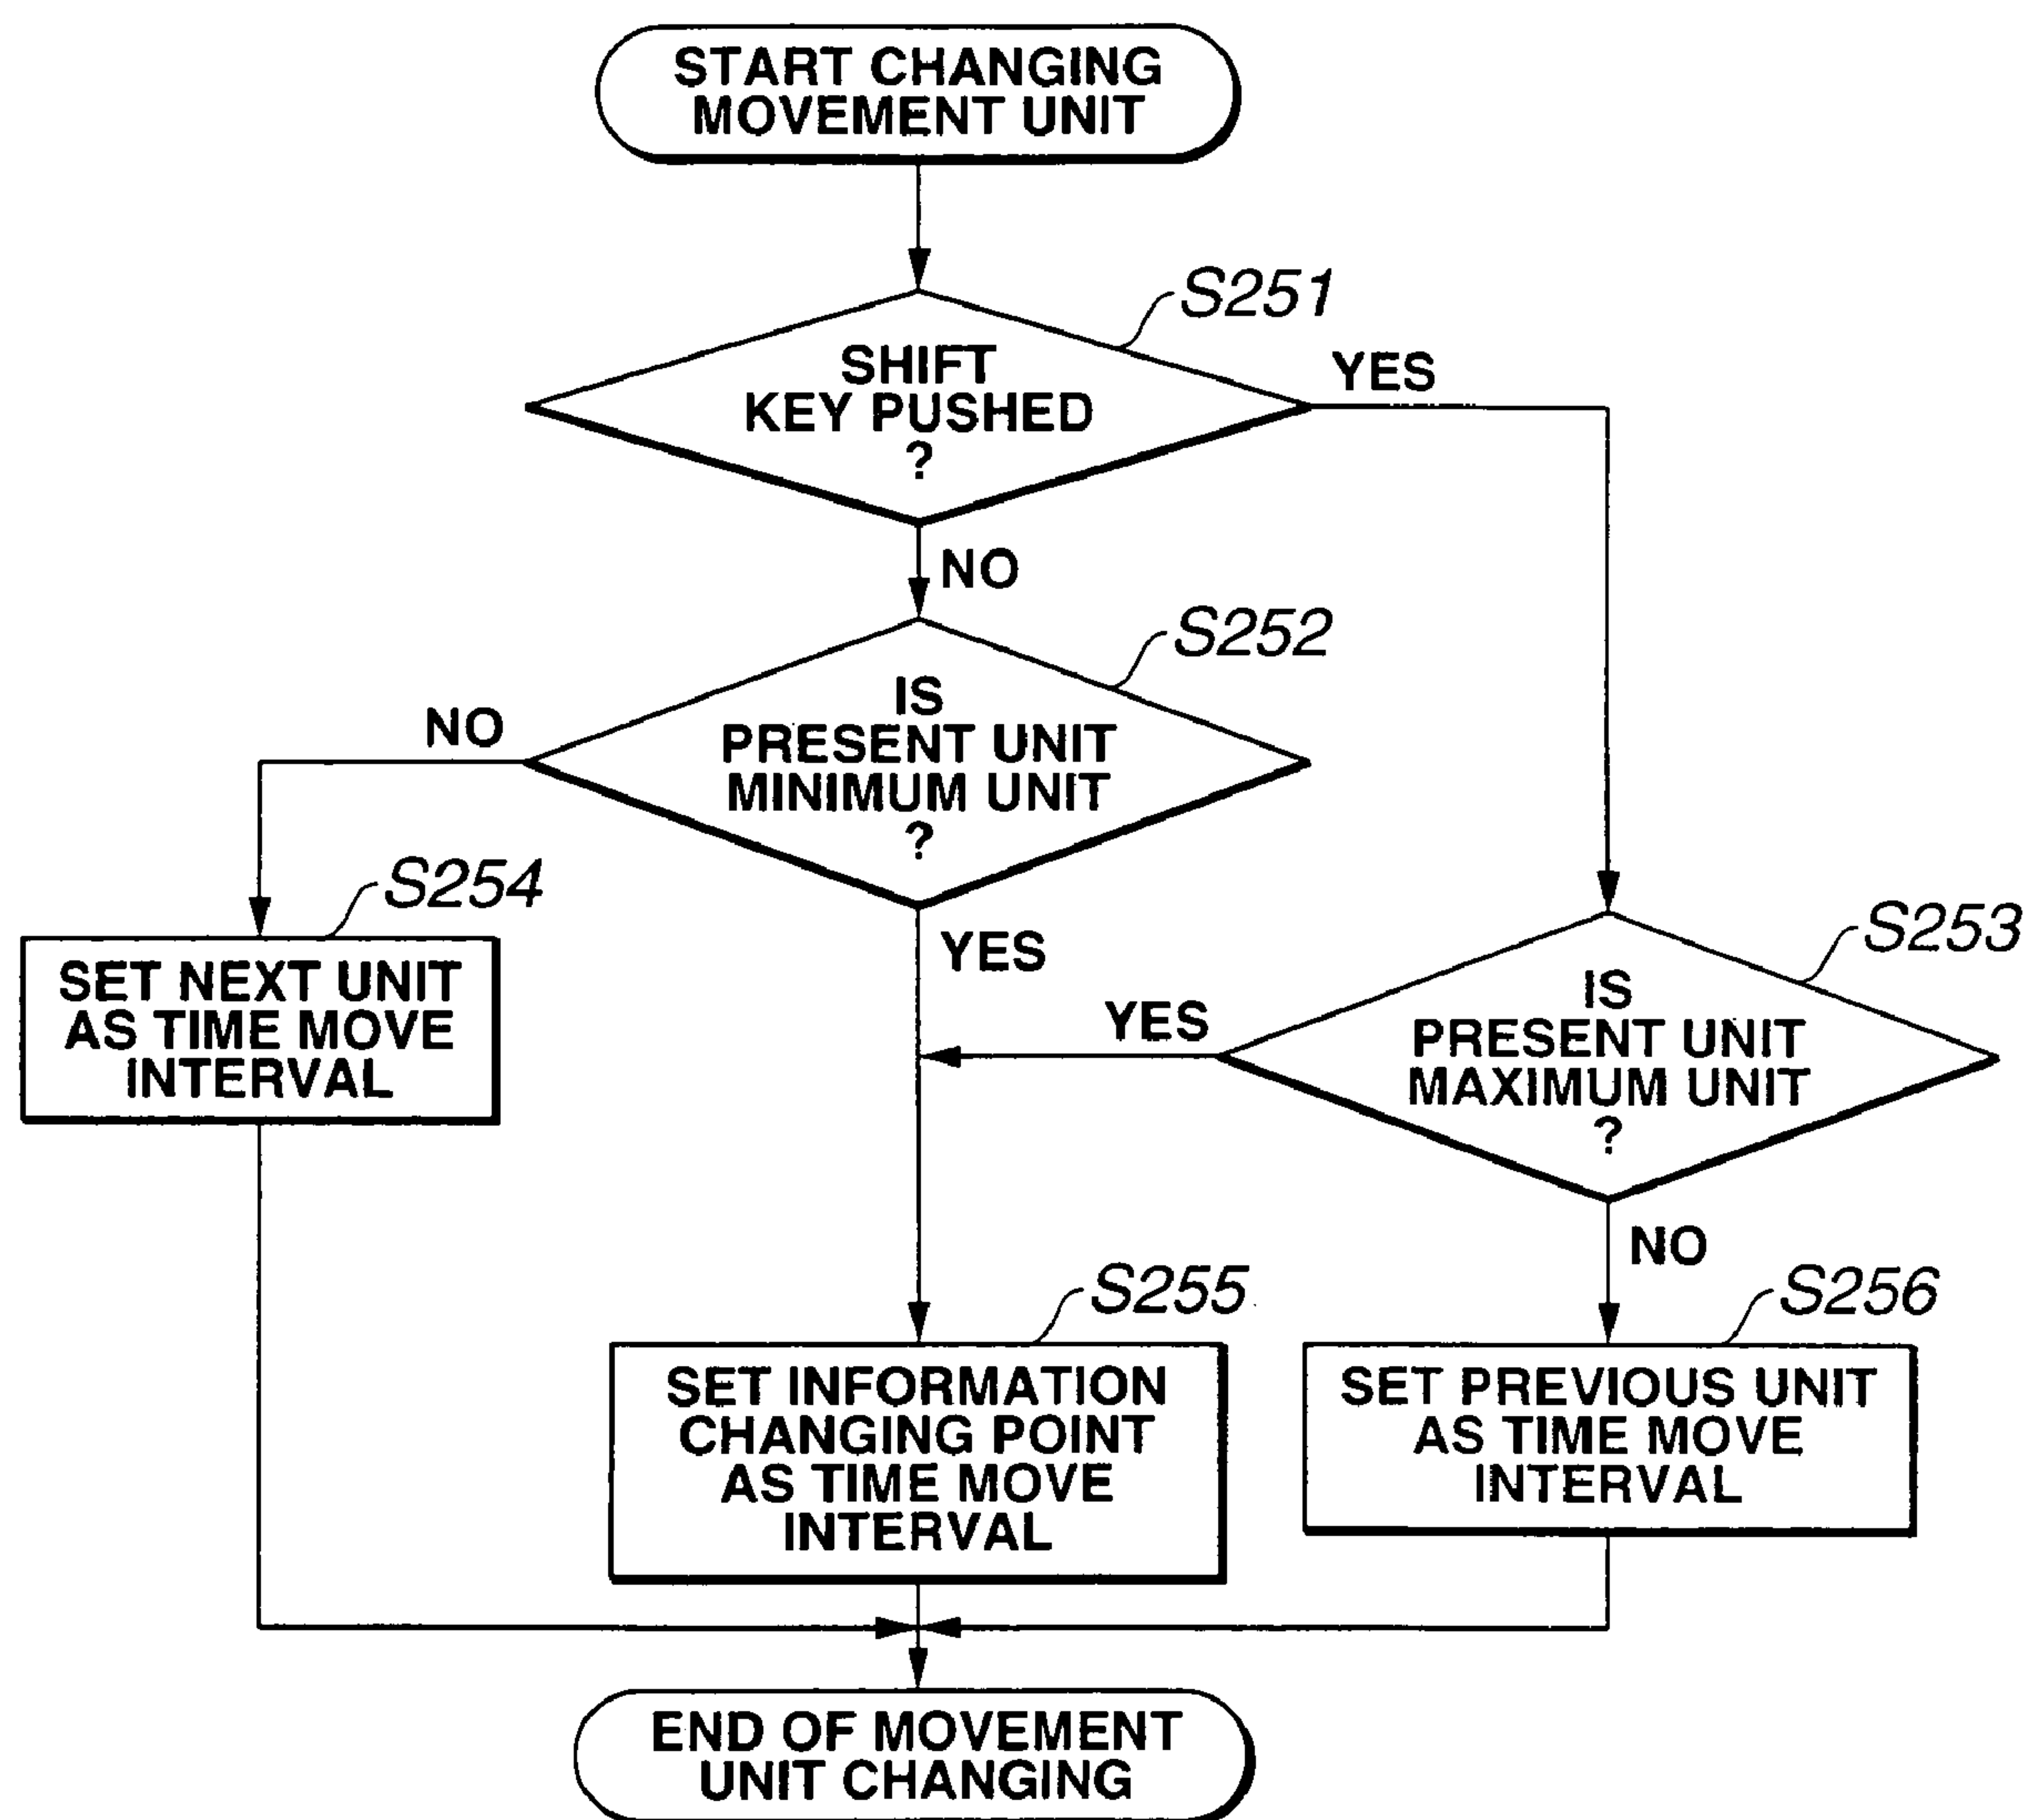 START CHANGING
MOVEMENT UNIT
S251
SHIFT
KEY PUSHED
?
YES
NO
S252
IS
PRESENT UNIT
MINIMUM UNIT
?
NO
S254
SET NEXT UNIT
AS TIME MOVE
INTERVAL
YES
S253
IS
PRESENT UNIT
MAXIMUM UNIT
?
YES
NO
S255
SET INFORMATION
CHANGING POINT
AS TIME MOVE
INTERVAL
S256
SET PREVIOUS UNIT
AS TIME MOVE
INTERVAL
END OF MOVEMENT
UNIT CHANGING